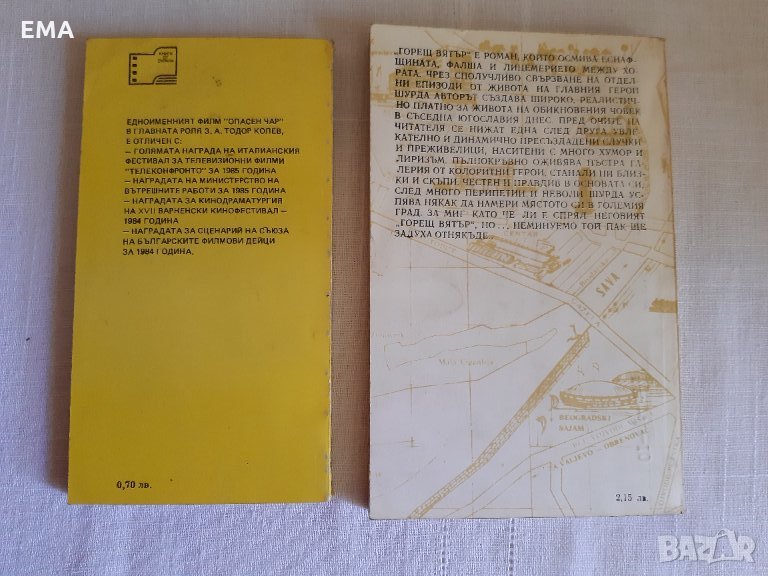 EMA
КНИГА
И ЕКРАН
ЕДНОИМЕННИЯТ ФИЛМ "ОПАСЕН ЧАР"
В ГЛАВНАТА РОЛЯ З. А. ТОДОР КОЛЕВ,
Е ОТЛИЧЕН С:
— ГОЛЯМАТА НАГРАДА НА ИТАЛИАНСКИЯ
ФЕСТИВАЛ ЗА ТЕЛЕВИЗИОННИ ФИЛМИ
"ТЕЛЕКОНФРОНТО" ЗА 1985 ГОДИНА
— НАГРАДАТА НА МИНИСТЕРСТВО НА
ВЪТРЕШНИТЕ РАБОТИ ЗА 1985 ГОДИНА
— НАГРАДАТА ЗА КИНОДРАМАТУРГИЯ
НА XVII ВАРНЕНСКИ КИНОФЕСТИВАЛ —
1984 ГОДИНА
— НАГРАДАТА ЗА СЦЕНАРИЙ НА СЪЮЗА
НА БЪЛГАРСКИТЕ ФИЛМОВИ ДЕЙЦИ
ЗА 1984 ГОДИНА.
0,70 лв.
„ГОРЕЩ ВЯТЪР" Е РОМАН, КОЙТО ОСМИВА ЕСНАФ-
ЩИНАТА, ФАЛША И ЛИЦЕМЕРИЕТО МЕЖДУ ХО-
РАТА. ЧРЕЗ СПОЛУЧЛИВО СВЪРЗВАНЕ НА ОТДЕЛ-
НИ ЕПИЗОДИ ОТ ЖИВОТА НА ГЛАВНИЯ ГЕРОЙ
ШУРДА АВТОРЪТ СЪЗДАВА ШИРОКО, РЕАЛИСТИЧ-
НО ПЛАТНО ЗА ЖИВОТА НА ОБИКНОВЕНИЯ ЧОВЕК
В СЪСЕДНА ЮГОСЛАВИЯ ДНЕС. ПРЕД ОЧИТЕ НА
ЧИТАТЕЛЯ СЕ НИЖАТ ЕДНА СЛЕД ДРУГА УВЛЕ-
КАТЕЛНО И ДИНАМИЧНО ПРЕСЪЗДАДЕНИ СЛУЧКИ
И ПРЕЖИВЕЛИЦИ, НАСИТЕНИ С МНОГО ХУМОР И
ЛИРИЗЪМ. ПЪЛНОКРЪВНО ОЖИВЯВА ПЪСТРА ГА-
ЛЕРИЯ ОТ КОЛОРИТНИ ГЕРОИ, СТАНАЛИ НИ БЛИЗ-
КИ И СКЪПИ. ЧЕСТЕН И ПРАВДИВ В ОСНОВАТА СИ,
СЛЕД МНОГО ПЕРИПЕТИИ И НЕВОЛИ ШУРДА УС-
ПЯВА НЯКАК ДА НАМЕРИ МЯСТОТО СИ В ГОЛЕМИЯ
ГРАД. ЗА МИГ КАТО ЧЕ ЛИ Е СПРЯЛ НЕГОВИЯТ
„ГОРЕЩ ВЯТЪР", НО... НЕМИНУЕМО ТОЙ ПАК ЩЕ
ЗАДУХА ОТНЯКЪДЕ...
SAVA
Mala Ciganlija
BEOGRADSKI
SAJAM
VALJEVO OBRENOVAC
2,15 лв.
BAZAR